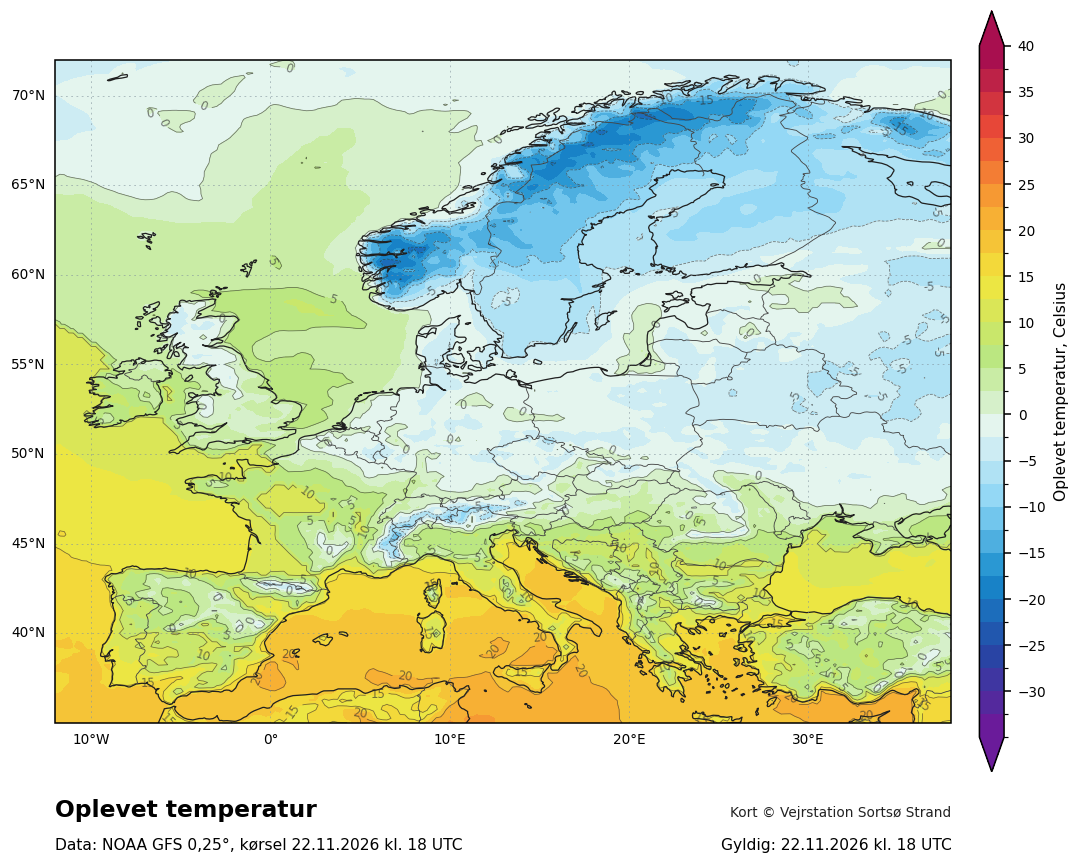 70°N
65°N
60°N
55°N
50°N
45°N
40°N
10°W
0°
10°E
20°E
30°E
40
35
30
25
20
15
10
5
0
−5
−10
−15
−20
−25
−30
Oplevet temperatur, Celsius
Oplevet temperatur
Kort © Vejrstation Sortsø Strand
Data: NOAA GFS 0,25°, kørsel 22.11.2026 kl. 18 UTC
Gyldig: 22.11.2026 kl. 18 UTC